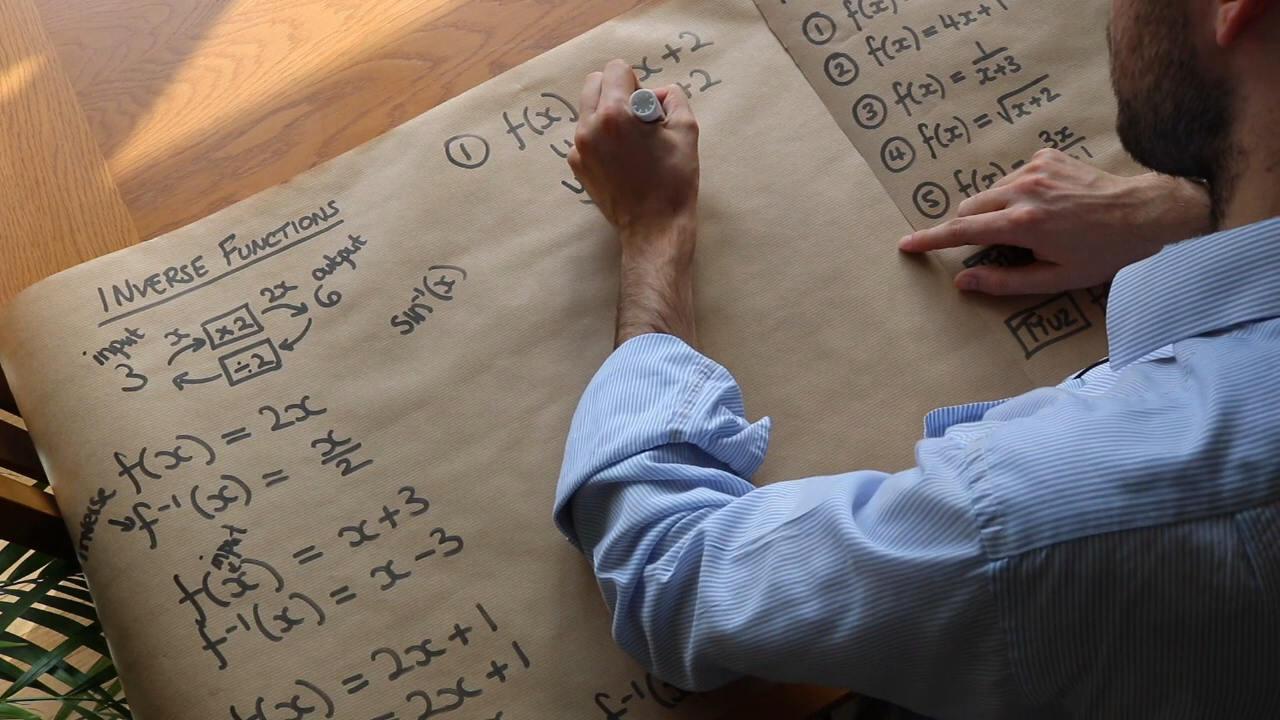 INVERSE FUNCTIONS
input
3
x
×2
2x
output
6
÷2
sin⁻¹(x)
f(x) = 2x
inverse
f⁻¹(x) = x/2
input
f(x) = x+3
f⁻¹(x) = x-3
f(x) = 2x+1
= 2x+1
f⁻¹(x)
① f(x) x+2
y +2
y
① f(x)=
② f(x)=4x+1
③ f(x)=1/(x+3)
④ f(x)=√(x+2)
⑤ f(x)= 3x